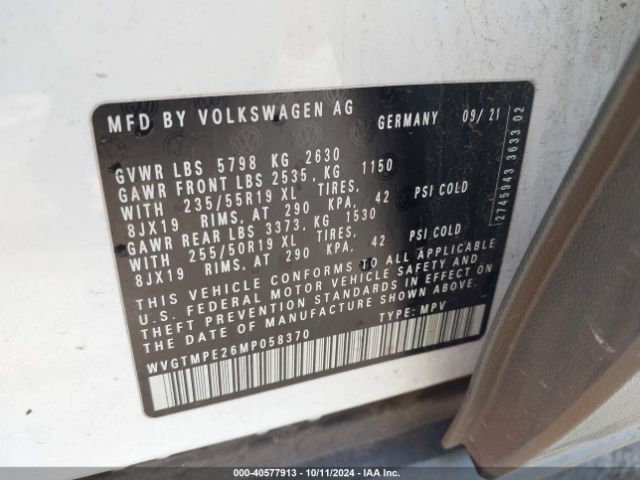 MFD BY VOLKSWAGEN AG GERMANY 09/21
GVWR LBS 5798 KG 2630
GAWR FRONT LBS 2535, KG 1150
WITH 235/55R19 XL TIRES,
8JX19 RIMS, AT 290 KPA, 42 PSI COLD
GAWR REAR LBS 3373, KG 1530
WITH 255/50R19 XL TIRES,
8JX19 RIMS, AT 290 KPA, 42 PSI COLD
THIS VEHICLE CONFORMS TO ALL APPLICABLE
U.S. FEDERAL MOTOR VEHICLE SAFETY AND
THEFT PREVENTION STANDARDS IN EFFECT ON
THE DATE OF MANUFACTURE SHOWN ABOVE.
WVGTMPE26MP058370 TYPE: MPV
2745943 3633 02
000-40577913 - 10/11/2024 - IAA Inc.